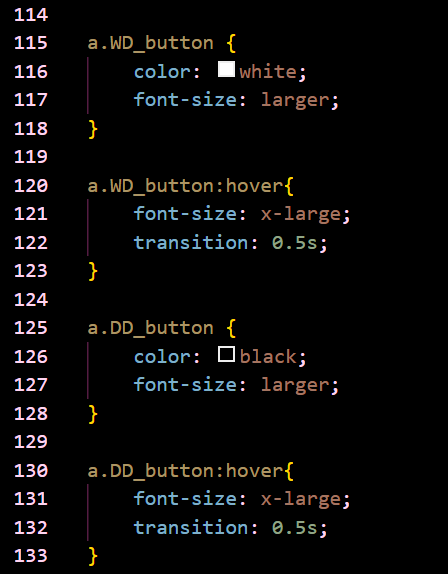 114
115 a.WD_button {
116 color: white;
117 font-size: larger;
118 }
119
120 a.WD_button:hover{
121 font-size: x-large;
122 transition: 0.5s;
123 }
124
125 a.DD_button {
126 color: black;
127 font-size: larger;
128 }
129
130 a.DD_button:hover{
131 font-size: x-large;
132 transition: 0.5s;
133 }